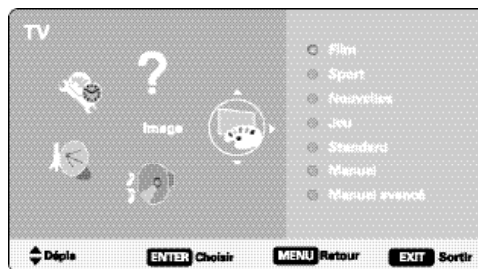 TV
?
Image
Film
Sport
Nouvelles
Jeu
Standard
Manuel
Manuel avancé
Dépla
ENTER Choisir
MENU Retour
EXIT Sortir